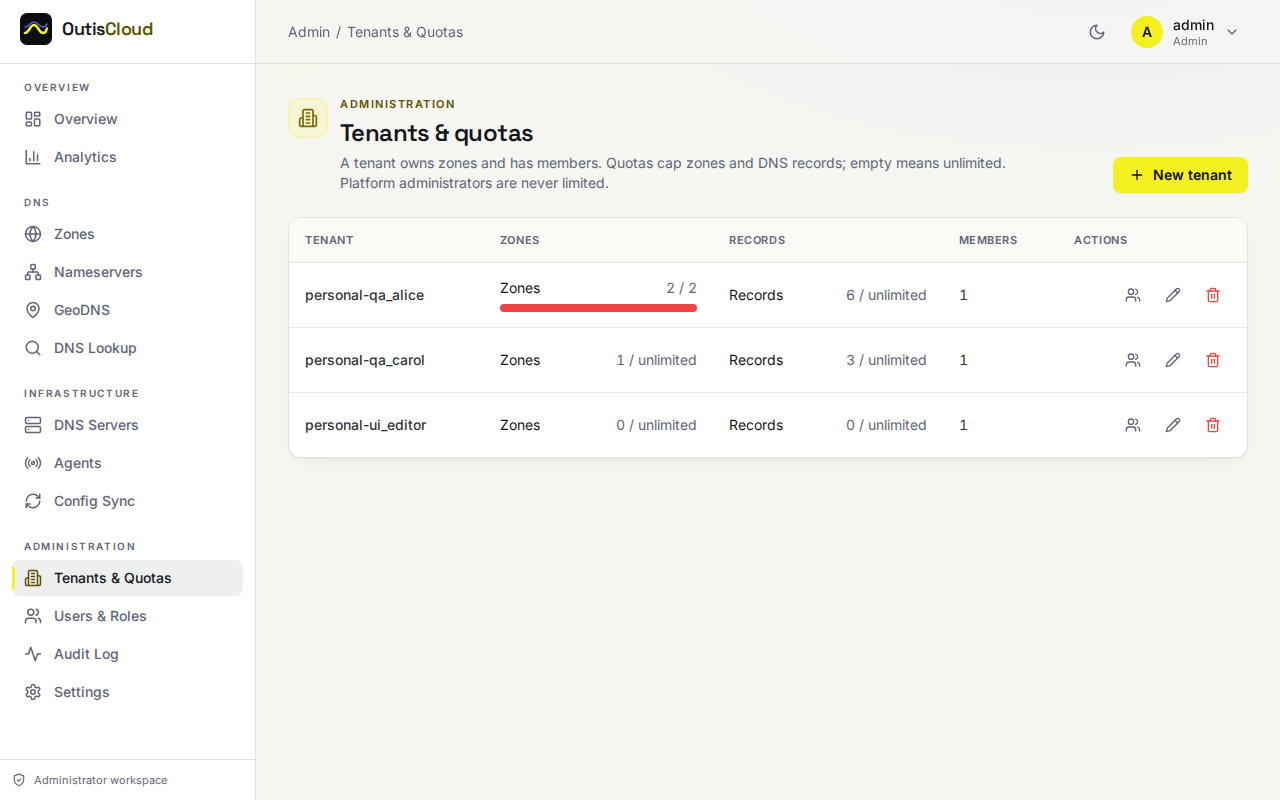 OutisCloud
Admin / Tenants & Quotas
A
admin
Admin
OVERVIEW
Overview
Analytics
DNS
Zones
Nameservers
GeoDNS
DNS Lookup
INFRASTRUCTURE
DNS Servers
Agents
Config Sync
ADMINISTRATION
Tenants & Quotas
Users & Roles
Audit Log
Settings
Administrator workspace
ADMINISTRATION
Tenants & quotas
A tenant owns zones and has members. Quotas cap zones and DNS records; empty means unlimited.
Platform administrators are never limited.
New tenant
TENANT ZONES RECORDS MEMBERS ACTIONS
personal-qa_alice Zones 2 / 2 Records 6 / unlimited 1
personal-qa_carol Zones 1 / unlimited Records 3 / unlimited 1
personal-ui_editor Zones 0 / unlimited Records 0 / unlimited 1